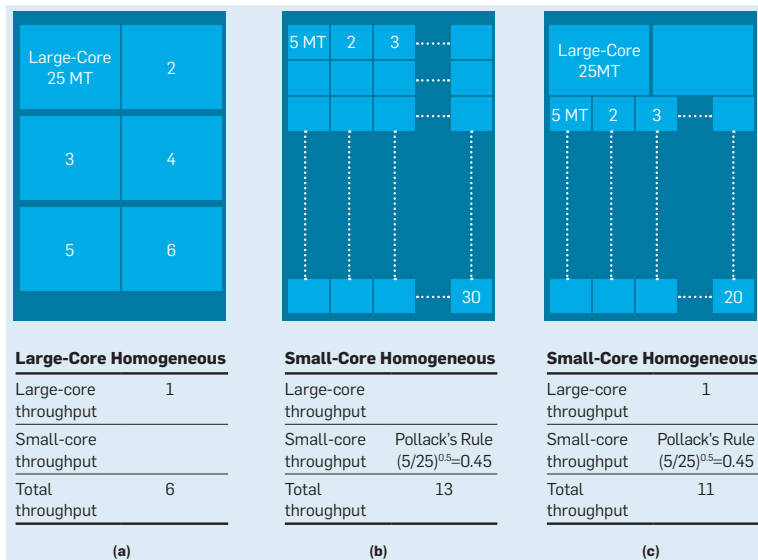 Large-Core
25 MT
2
3
4
5
6
Large-Core Homogeneous
Large-core throughput 1
Small-core throughput
Total throughput 6
(a)
5 MT 2 3
30
Small-Core Homogeneous
Large-core throughput
Small-core throughput Pollack's Rule (5/25)^0.5=0.45
Total throughput 13
(b)
Large-Core
25MT
5 MT 2 3
20
Small-Core Homogeneous
Large-core throughput 1
Small-core throughput Pollack's Rule (5/25)^0.5=0.45
Total throughput 11
(c)